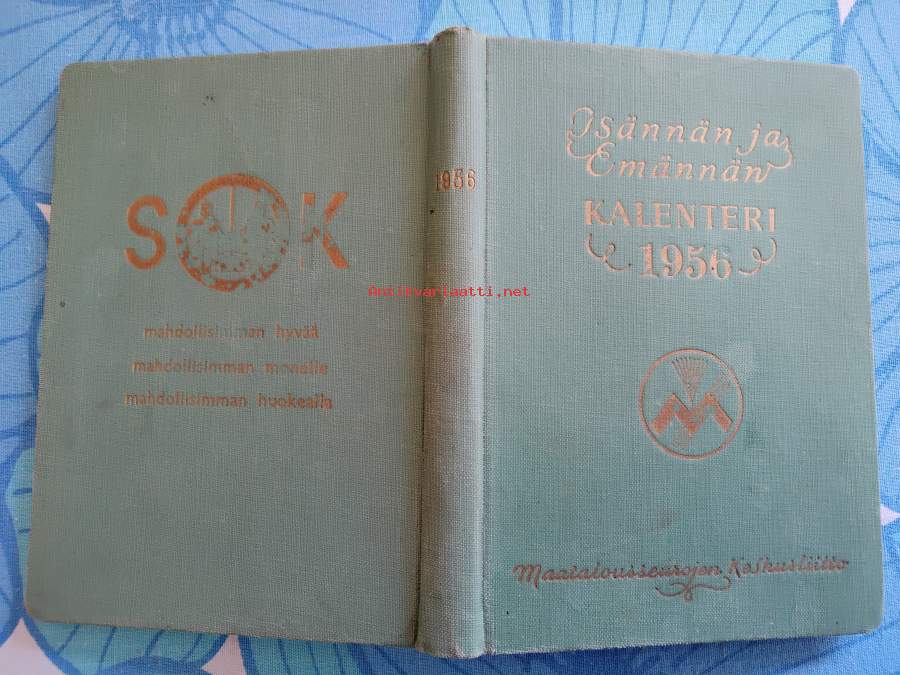 SOK
mahdollisimman hyvää
mahdollisimman monelle
mahdollisimman huokealla
1956
Isännän ja
Emännän
KALENTERI
1956
Maatalousseurojen Keskusliitto
Antikvariaatti.net